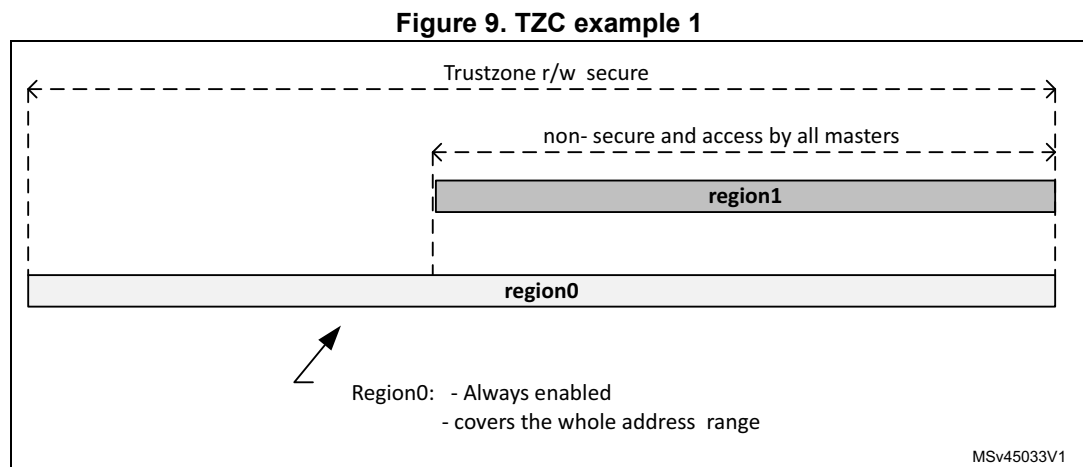 Figure 9. TZC example 1
Trustzone r/w secure
non- secure and access by all masters
region1
region0
Region0: - Always enabled
- covers the whole address range
MSv45033V1